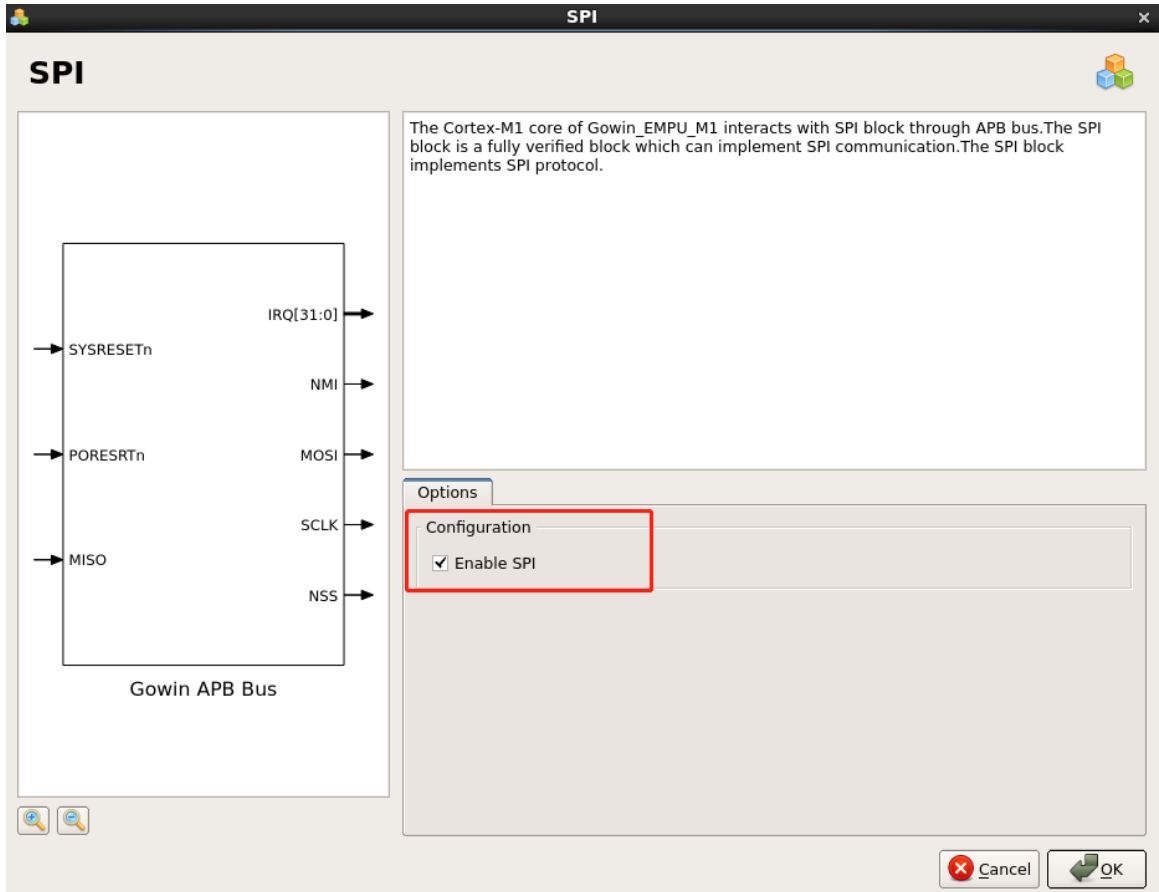 SPI
SPI
The Cortex-M1 core of Gowin_EMPU_M1 interacts with SPI block through APB bus.The SPI
block is a fully verified block which can implement SPI communication.The SPI block
implements SPI protocol.
IRQ[31:0]
SYSRESETn
NMI
PORESRTn
MOSI
SCLK
MISO
NSS
Gowin APB Bus
Options
Configuration
Enable SPI
Cancel
OK